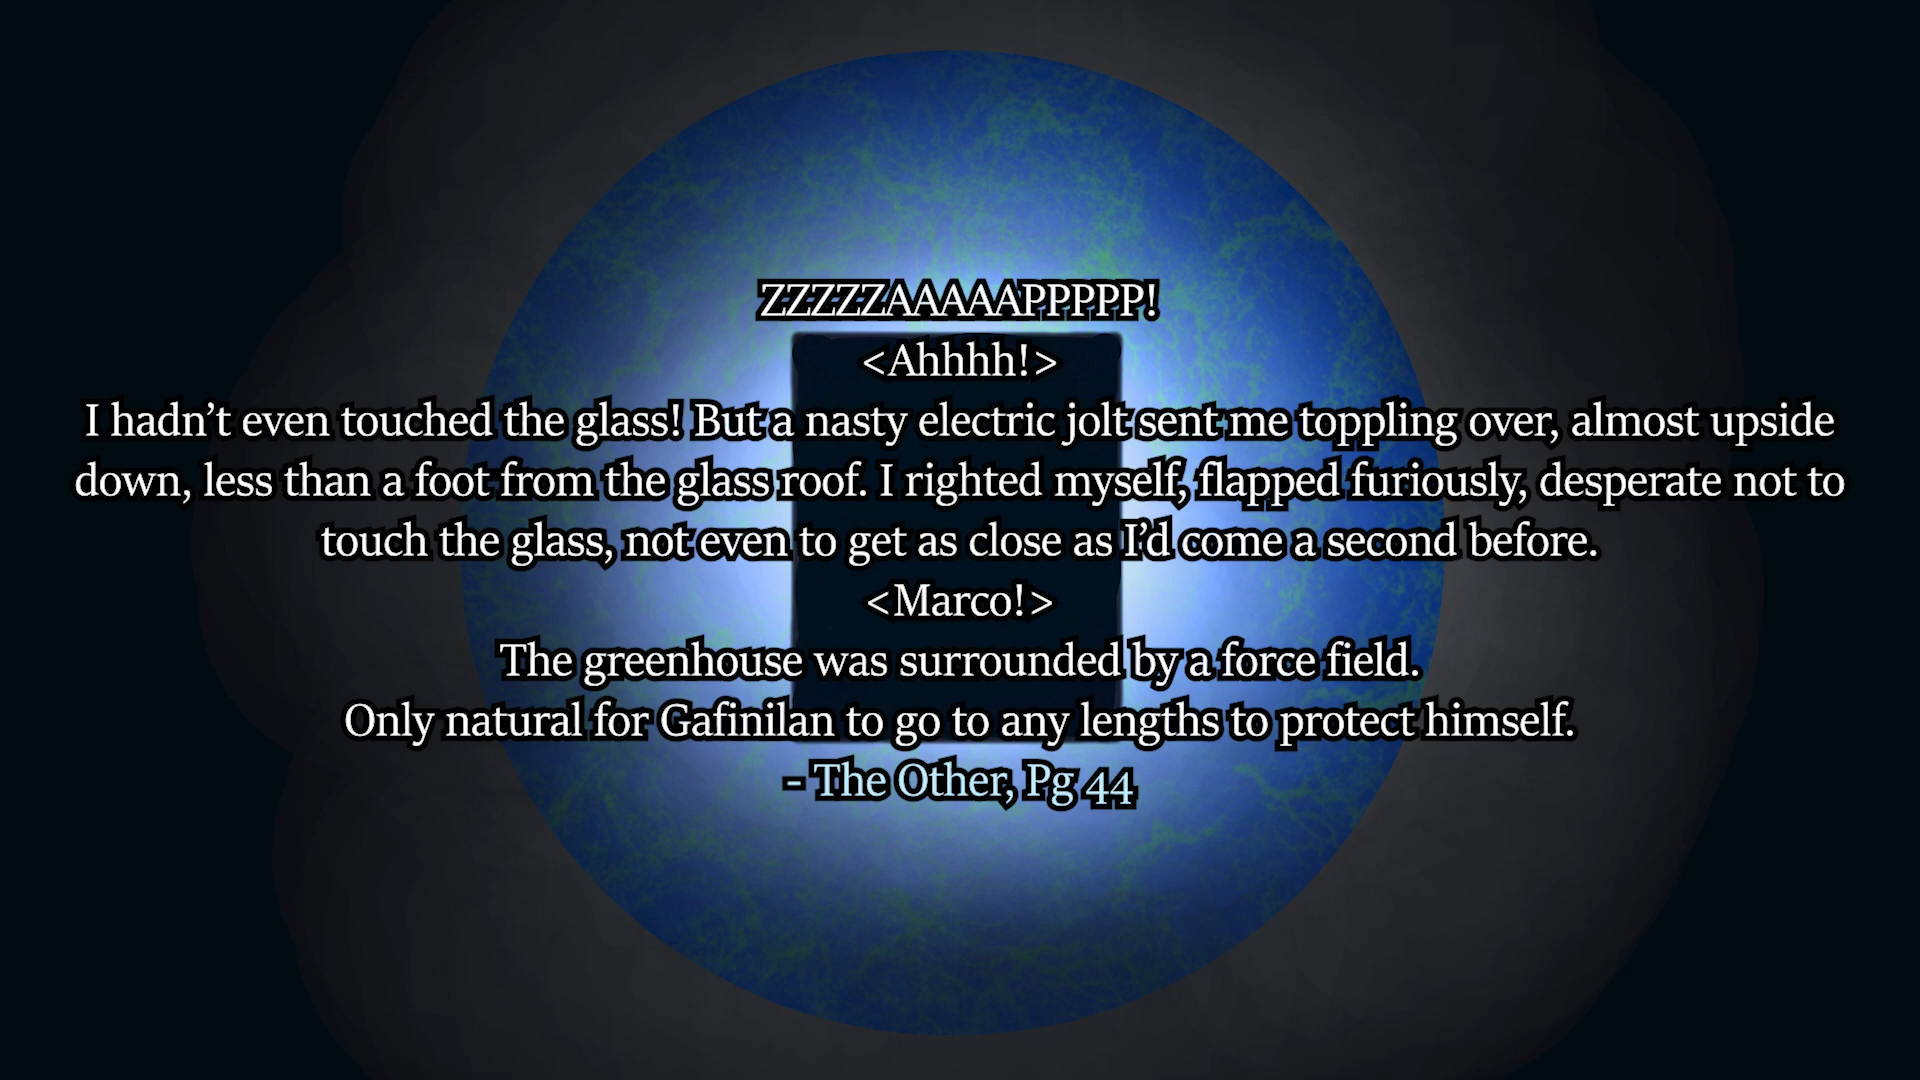 ZZZZZAAAAAPPPPP!
<Ahhhh!>
I hadn’t even touched the glass! But a nasty electric jolt sent me toppling over, almost upside
down, less than a foot from the glass roof. I righted myself, flapped furiously, desperate not to
touch the glass, not even to get as close as I’d come a second before.
<Marco!>
The greenhouse was surrounded by a force field.
Only natural for Gafinilan to go to any lengths to protect himself.
- The Other, Pg 44